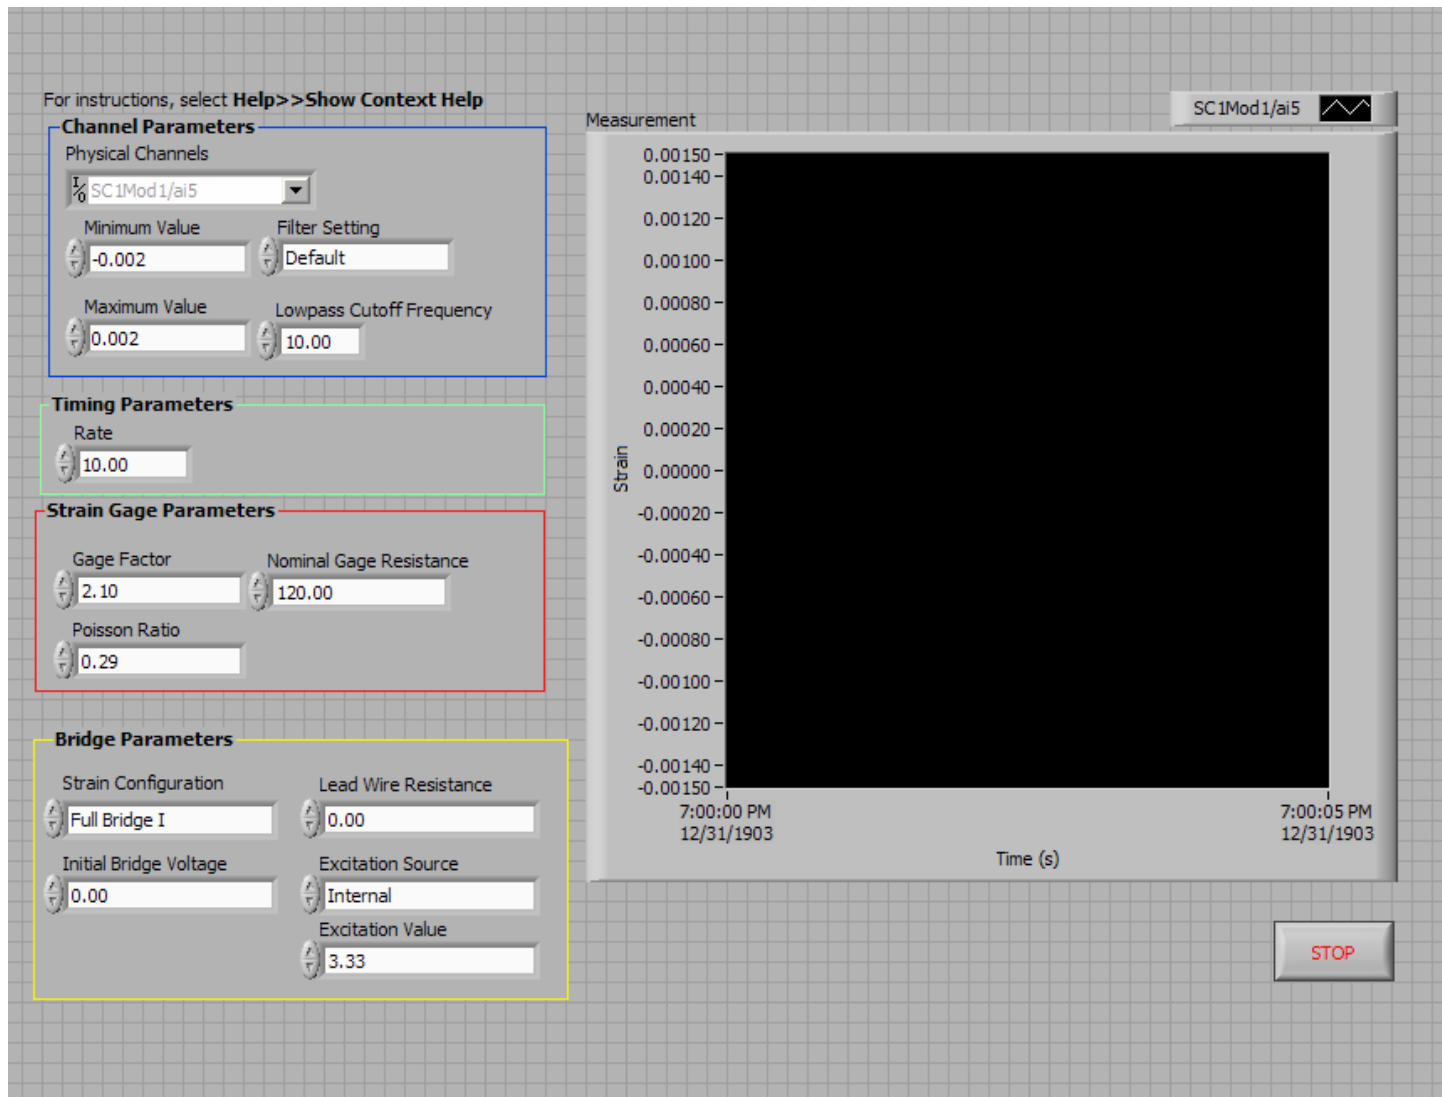 For instructions, select Help>>Show Context Help
Channel Parameters
Physical Channels
I/O SC1Mod1/ai5
Minimum Value
-0.002
Filter Setting
Default
Maximum Value
0.002
Lowpass Cutoff Frequency
10.00
Timing Parameters
Rate
10.00
Strain Gage Parameters
Gage Factor
2.10
Nominal Gage Resistance
120.00
Poisson Ratio
0.29
Bridge Parameters
Strain Configuration
Full Bridge I
Lead Wire Resistance
0.00
Initial Bridge Voltage
0.00
Excitation Source
Internal
Excitation Value
3.33
Measurement
SC1Mod1/ai5
0.00150
0.00140
0.00120
0.00100
0.00080
0.00060
0.00040
0.00020
0.00000
-0.00020
-0.00040
-0.00060
-0.00080
-0.00100
-0.00120
-0.00140
-0.00150
Strain
7:00:00 PM
12/31/1903
7:00:05 PM
12/31/1903
Time (s)
STOP